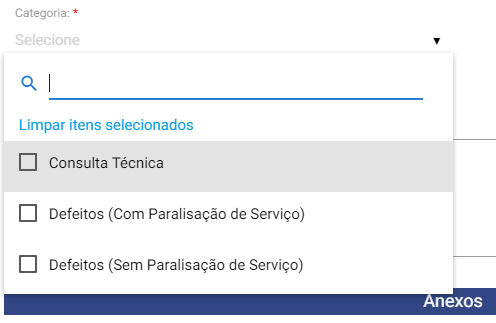 Categoria: *
Selecione
Limpar itens selecionados
Consulta Técnica
Defeitos (Com Paralisação de Serviço)
Defeitos (Sem Paralisação de Serviço)
Anexos